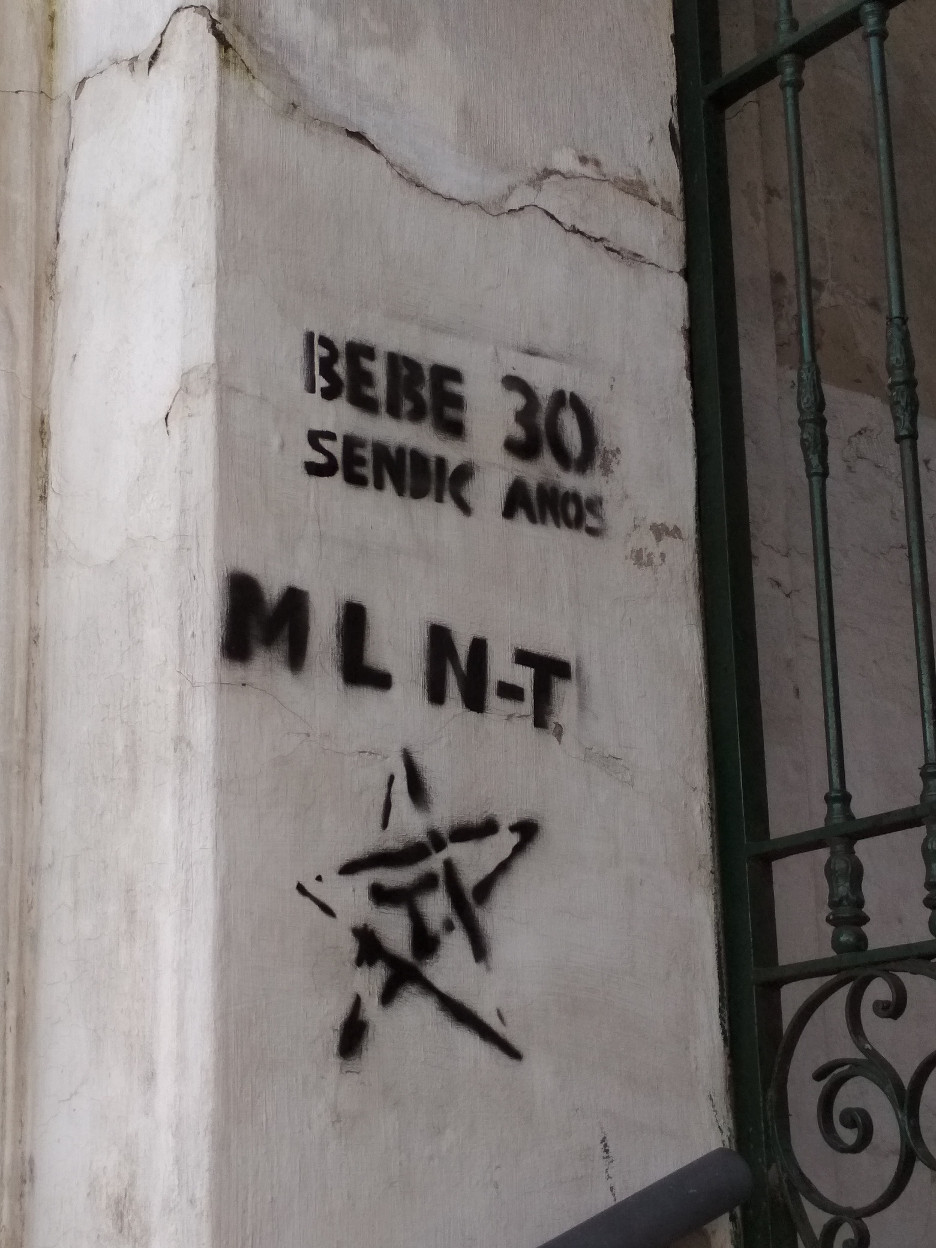 BEBE 30
SENDIC ANOS
MLN-T
T